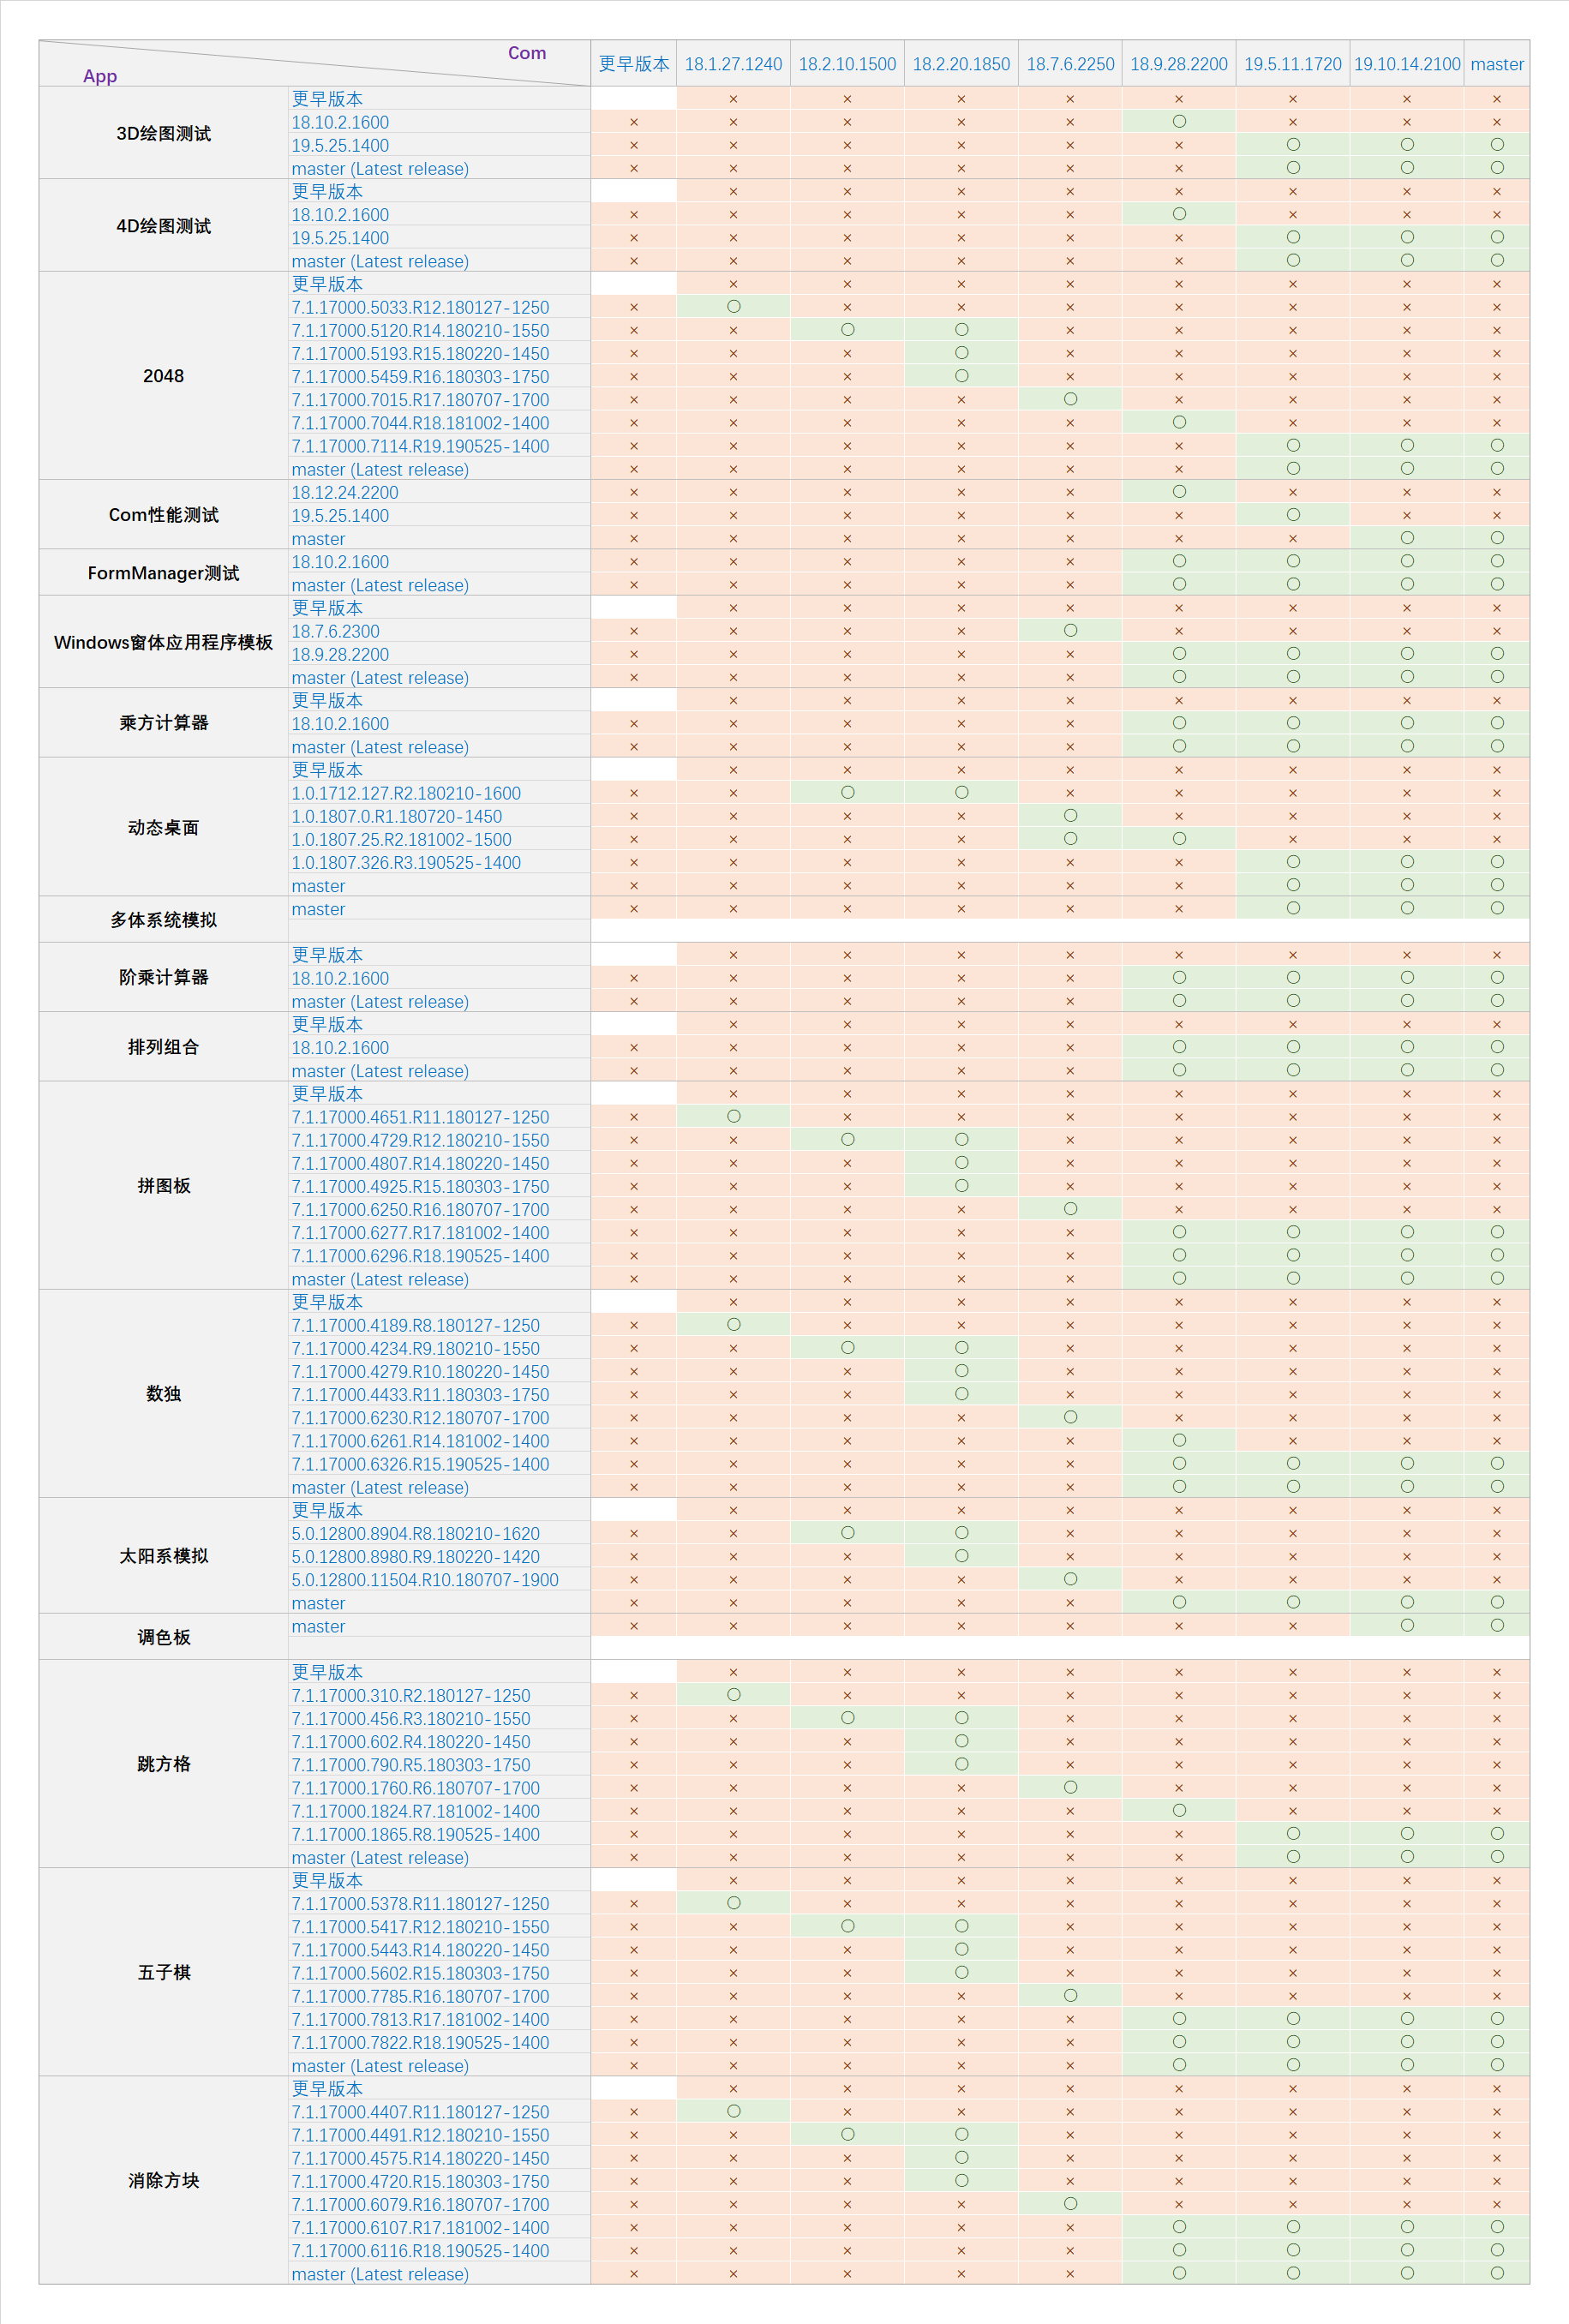 Com
App
更早版本 18.1.27.1240 18.2.10.1500 18.2.20.1850 18.7.6.2250 18.9.28.2200 19.5.11.1720 19.10.14.2100 master
3D绘图测试
更早版本 × × × × × × × ×
18.10.2.1600 × × × × × ○ × × ×
19.5.25.1400 × × × × × × ○ ○ ○
master (Latest release) × × × × × × ○ ○ ○
4D绘图测试
更早版本 × × × × × × × ×
18.10.2.1600 × × × × × ○ × × ×
19.5.25.1400 × × × × × × ○ ○ ○
master (Latest release) × × × × × × ○ ○ ○
2048
更早版本 × × × × × × × ×
7.1.17000.5033.R12.180127-1250 × ○ × × × × × × ×
7.1.17000.5120.R14.180210-1550 × × ○ ○ × × × × ×
7.1.17000.5193.R15.180220-1450 × × × ○ × × × × ×
7.1.17000.5459.R16.180303-1750 × × × ○ × × × × ×
7.1.17000.7015.R17.180707-1700 × × × × ○ × × × ×
7.1.17000.7044.R18.181002-1400 × × × × × ○ × × ×
7.1.17000.7114.R19.190525-1400 × × × × × × ○ ○ ○
master (Latest release) × × × × × × ○ ○ ○
Com性能测试
18.12.24.2200 × × × × × ○ × × ×
19.5.25.1400 × × × × × × ○ × ×
master × × × × × × × ○ ○
FormManager测试
18.10.2.1600 × × × × × ○ ○ ○ ○
master (Latest release) × × × × × ○ ○ ○ ○
Windows窗体应用程序模板
更早版本 × × × × × × × ×
18.7.6.2300 × × × × ○ × × × ×
18.9.28.2200 × × × × × ○ ○ ○ ○
master (Latest release) × × × × × ○ ○ ○ ○
乘方计算器
更早版本 × × × × × × × ×
18.10.2.1600 × × × × × ○ ○ ○ ○
master (Latest release) × × × × × ○ ○ ○ ○
动态桌面
更早版本 × × × × × × × ×
1.0.1712.127.R2.180210-1600 × × ○ ○ × × × × ×
1.0.1807.0.R1.180720-1450 × × × × ○ × × × ×
1.0.1807.25.R2.181002-1500 × × × × ○ ○ × × ×
1.0.1807.326.R3.190525-1400 × × × × × × ○ ○ ○
master × × × × × × ○ ○ ○
多体系统模拟
master × × × × × × ○ ○ ○
阶乘计算器
更早版本 × × × × × × × ×
18.10.2.1600 × × × × × ○ ○ ○ ○
master (Latest release) × × × × × ○ ○ ○ ○
排列组合
更早版本 × × × × × × × ×
18.10.2.1600 × × × × × ○ ○ ○ ○
master (Latest release) × × × × × ○ ○ ○ ○
拼图板
更早版本 × × × × × × × ×
7.1.17000.4651.R11.180127-1250 × ○ × × × × × × ×
7.1.17000.4729.R12.180210-1550 × × ○ ○ × × × × ×
7.1.17000.4807.R14.180220-1450 × × × ○ × × × × ×
7.1.17000.4925.R15.180303-1750 × × × ○ × × × × ×
7.1.17000.6250.R16.180707-1700 × × × × ○ × × × ×
7.1.17000.6277.R17.181002-1400 × × × × × ○ ○ ○ ○
7.1.17000.6296.R18.190525-1400 × × × × × ○ ○ ○ ○
master (Latest release) × × × × × ○ ○ ○ ○
数独
更早版本 × × × × × × × ×
7.1.17000.4189.R8.180127-1250 × ○ × × × × × × ×
7.1.17000.4234.R9.180210-1550 × × ○ ○ × × × × ×
7.1.17000.4279.R10.180220-1450 × × × ○ × × × × ×
7.1.17000.4433.R11.180303-1750 × × × ○ × × × × ×
7.1.17000.6230.R12.180707-1700 × × × × ○ × × × ×
7.1.17000.6261.R14.181002-1400 × × × × × ○ × × ×
7.1.17000.6326.R15.190525-1400 × × × × × ○ ○ ○ ○
master (Latest release) × × × × × ○ ○ ○ ○
太阳系模拟
更早版本 × × × × × × × ×
5.0.12800.8904.R8.180210-1620 × × ○ ○ × × × × ×
5.0.12800.8980.R9.180220-1420 × × × ○ × × × × ×
5.0.12800.11504.R10.180707-1900 × × × × ○ × × × ×
master × × × × × ○ ○ ○ ○
调色板
master × × × × × × × ○ ○
跳方格
更早版本 × × × × × × × ×
7.1.17000.310.R2.180127-1250 × ○ × × × × × × ×
7.1.17000.456.R3.180210-1550 × × ○ ○ × × × × ×
7.1.17000.602.R4.180220-1450 × × × ○ × × × × ×
7.1.17000.790.R5.180303-1750 × × × ○ × × × × ×
7.1.17000.1760.R6.180707-1700 × × × × ○ × × × ×
7.1.17000.1824.R7.181002-1400 × × × × × ○ × × ×
7.1.17000.1865.R8.190525-1400 × × × × × × ○ ○ ○
master (Latest release) × × × × × × ○ ○ ○
五子棋
更早版本 × × × × × × × ×
7.1.17000.5378.R11.180127-1250 × ○ × × × × × × ×
7.1.17000.5417.R12.180210-1550 × × ○ ○ × × × × ×
7.1.17000.5443.R14.180220-1450 × × × ○ × × × × ×
7.1.17000.5602.R15.180303-1750 × × × ○ × × × × ×
7.1.17000.7785.R16.180707-1700 × × × × ○ × × × ×
7.1.17000.7813.R17.181002-1400 × × × × × ○ ○ ○ ○
7.1.17000.7822.R18.190525-1400 × × × × × ○ ○ ○ ○
master (Latest release) × × × × × ○ ○ ○ ○
消除方块
更早版本 × × × × × × × ×
7.1.17000.4407.R11.180127-1250 × ○ × × × × × × ×
7.1.17000.4491.R12.180210-1550 × × ○ ○ × × × × ×
7.1.17000.4575.R14.180220-1450 × × × ○ × × × × ×
7.1.17000.4720.R15.180303-1750 × × × ○ × × × × ×
7.1.17000.6079.R16.180707-1700 × × × × ○ × × × ×
7.1.17000.6107.R17.181002-1400 × × × × × ○ ○ ○ ○
7.1.17000.6116.R18.190525-1400 × × × × × ○ ○ ○ ○
master (Latest release) × × × × × ○ ○ ○ ○